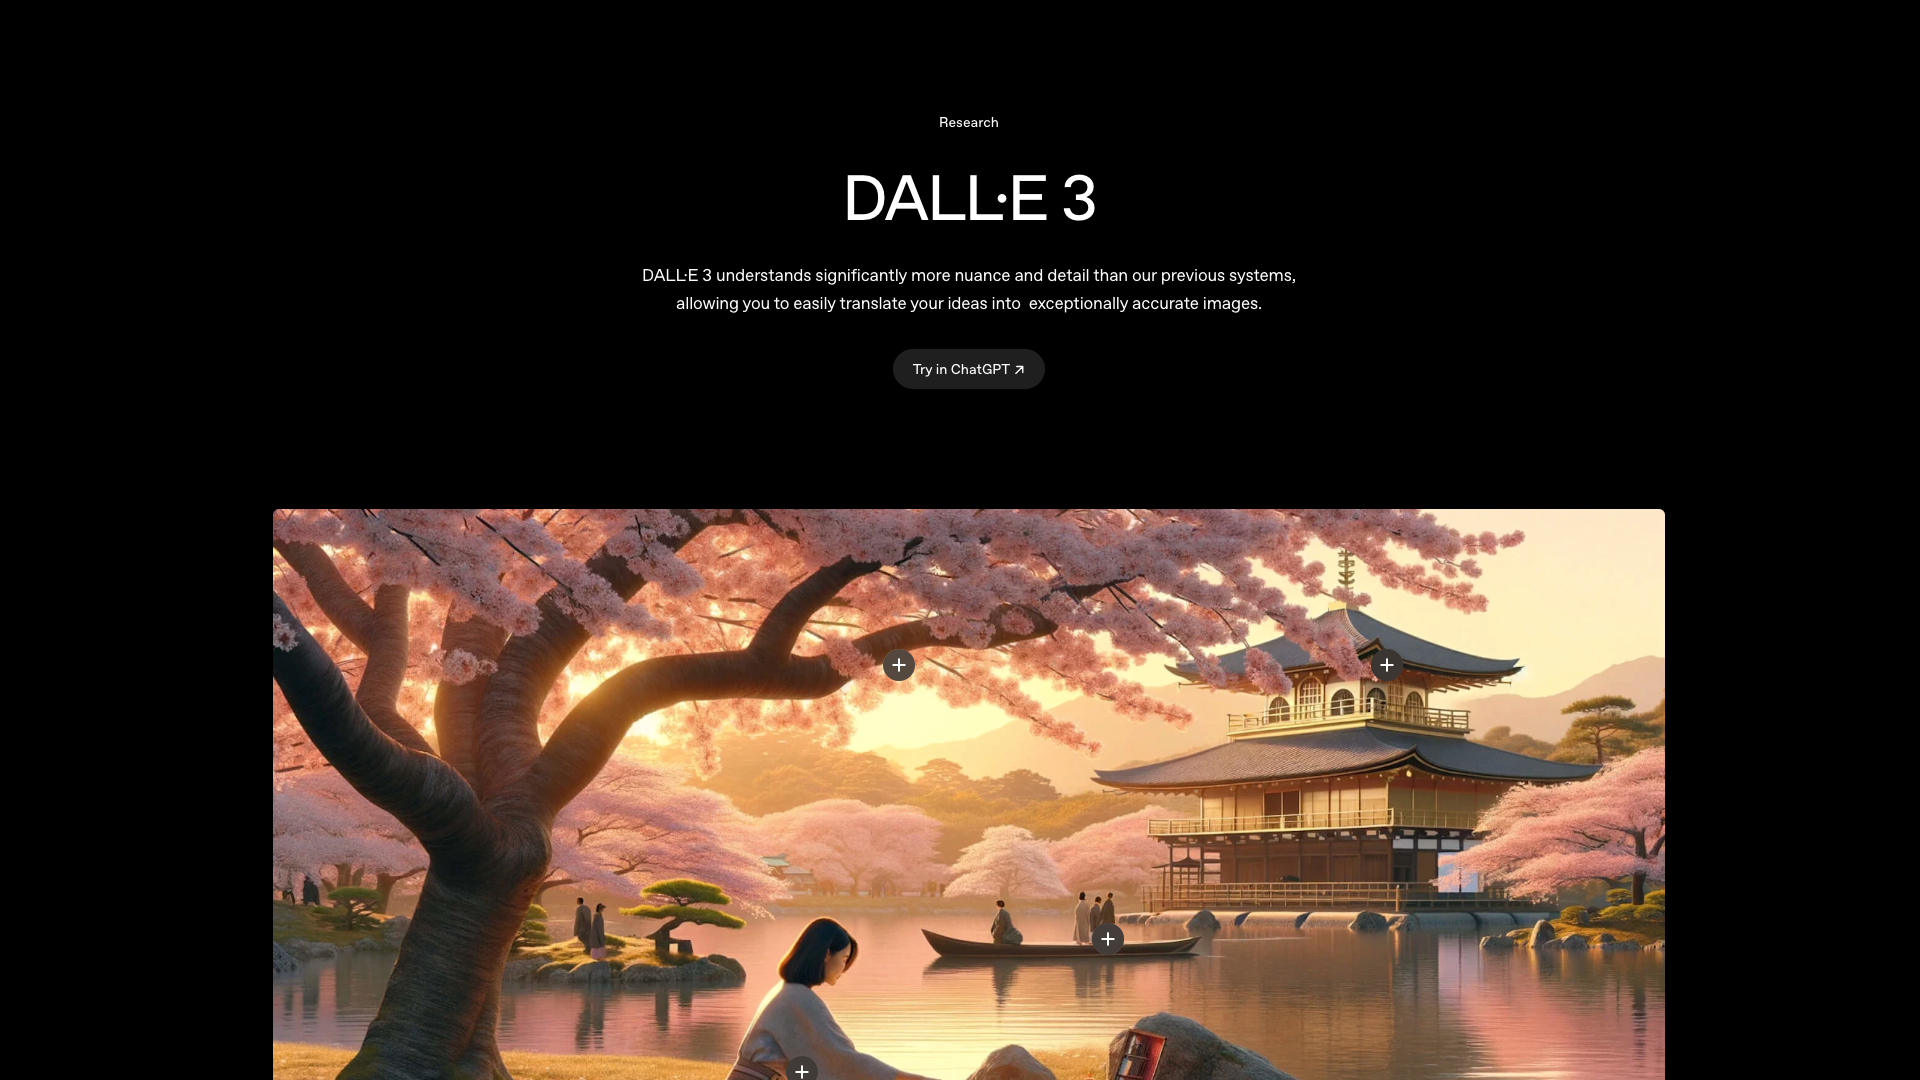 Research
DALL·E 3
DALL·E 3 understands significantly more nuance and detail than our previous systems,
allowing you to easily translate your ideas into  exceptionally accurate images.
Try in ChatGPT ↗